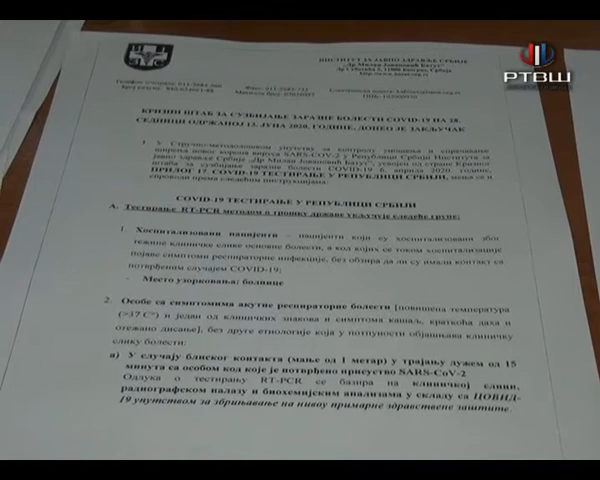 РТВШ
ИНСТИТУТ ЗА ЈАВНО ЗДРАВЉЕ СРБИЈЕ
„Др Милан Јовановић Батут"
КРИЗНИ ШТАБ ЗА СУЗБИЈАЊЕ ЗАРАЗНЕ БОЛЕСТИ COVID-19 НА 28.
СЕДНИЦИ ОДРЖАНОЈ 13. ЈУНА 2020. ГОДИНЕ, ДОНЕО ЈЕ ЗАКЉУЧАК
1 У Стручно-методолошком упутству за контролу уношења и спречавање
ширења новог корона вируса SARS-COV-2 у Републици Србији Института за
јавно здравље Србије „Др Милан Јовановић Батут", усвојен од стране Кризног
штаба за сузбијање заразне болести COVID-19 6. априла 2020. године,
ПРИЛОГ 17 COVID-19 ТЕСТИРАЊЕ У РЕПУБЛИЦИ СРБИЈИ, мења се и
спроводи према следећим инструкцијама.
COVID-19 ТЕСТИРАЊЕ У РЕПУБЛИЦИ СРБИЈИ
А. Тестирање RT-PCR методом о трошку државе укључује следеће групе:
1. Хоспитализовани пацијенти – пацијенти који су хоспитализовани због
тежине клиничке слике основне болести, а код којих се током хоспитализације
појаве симптоми респираторне инфекције, без обзира да ли су имали контакт са
потврђеним случајем COVID-19;
- Место узорковања: болнице
2. Особе са симптомима акутне респираторне болести [повишена температура
(>37 C°) и један од клиничких знакова и симптома кашаљ, краткоћа даха и
отежано дисање], без друге етиологије која у потпуности објашњава клиничку
слику болести:
а) У случају блиског контакта (мање од 1 метар) у трајању дужем од 15
минута са особом код које је потврђено присуство SARS-CoV-2
Одлука о тестирању RT-PCR се базира на клиничкој слици,
радиографском налазу и биохемијским анализама у складу са ЦОВИД-
19 упутством за збрињавање на нивоу примарне здравствене заштите.